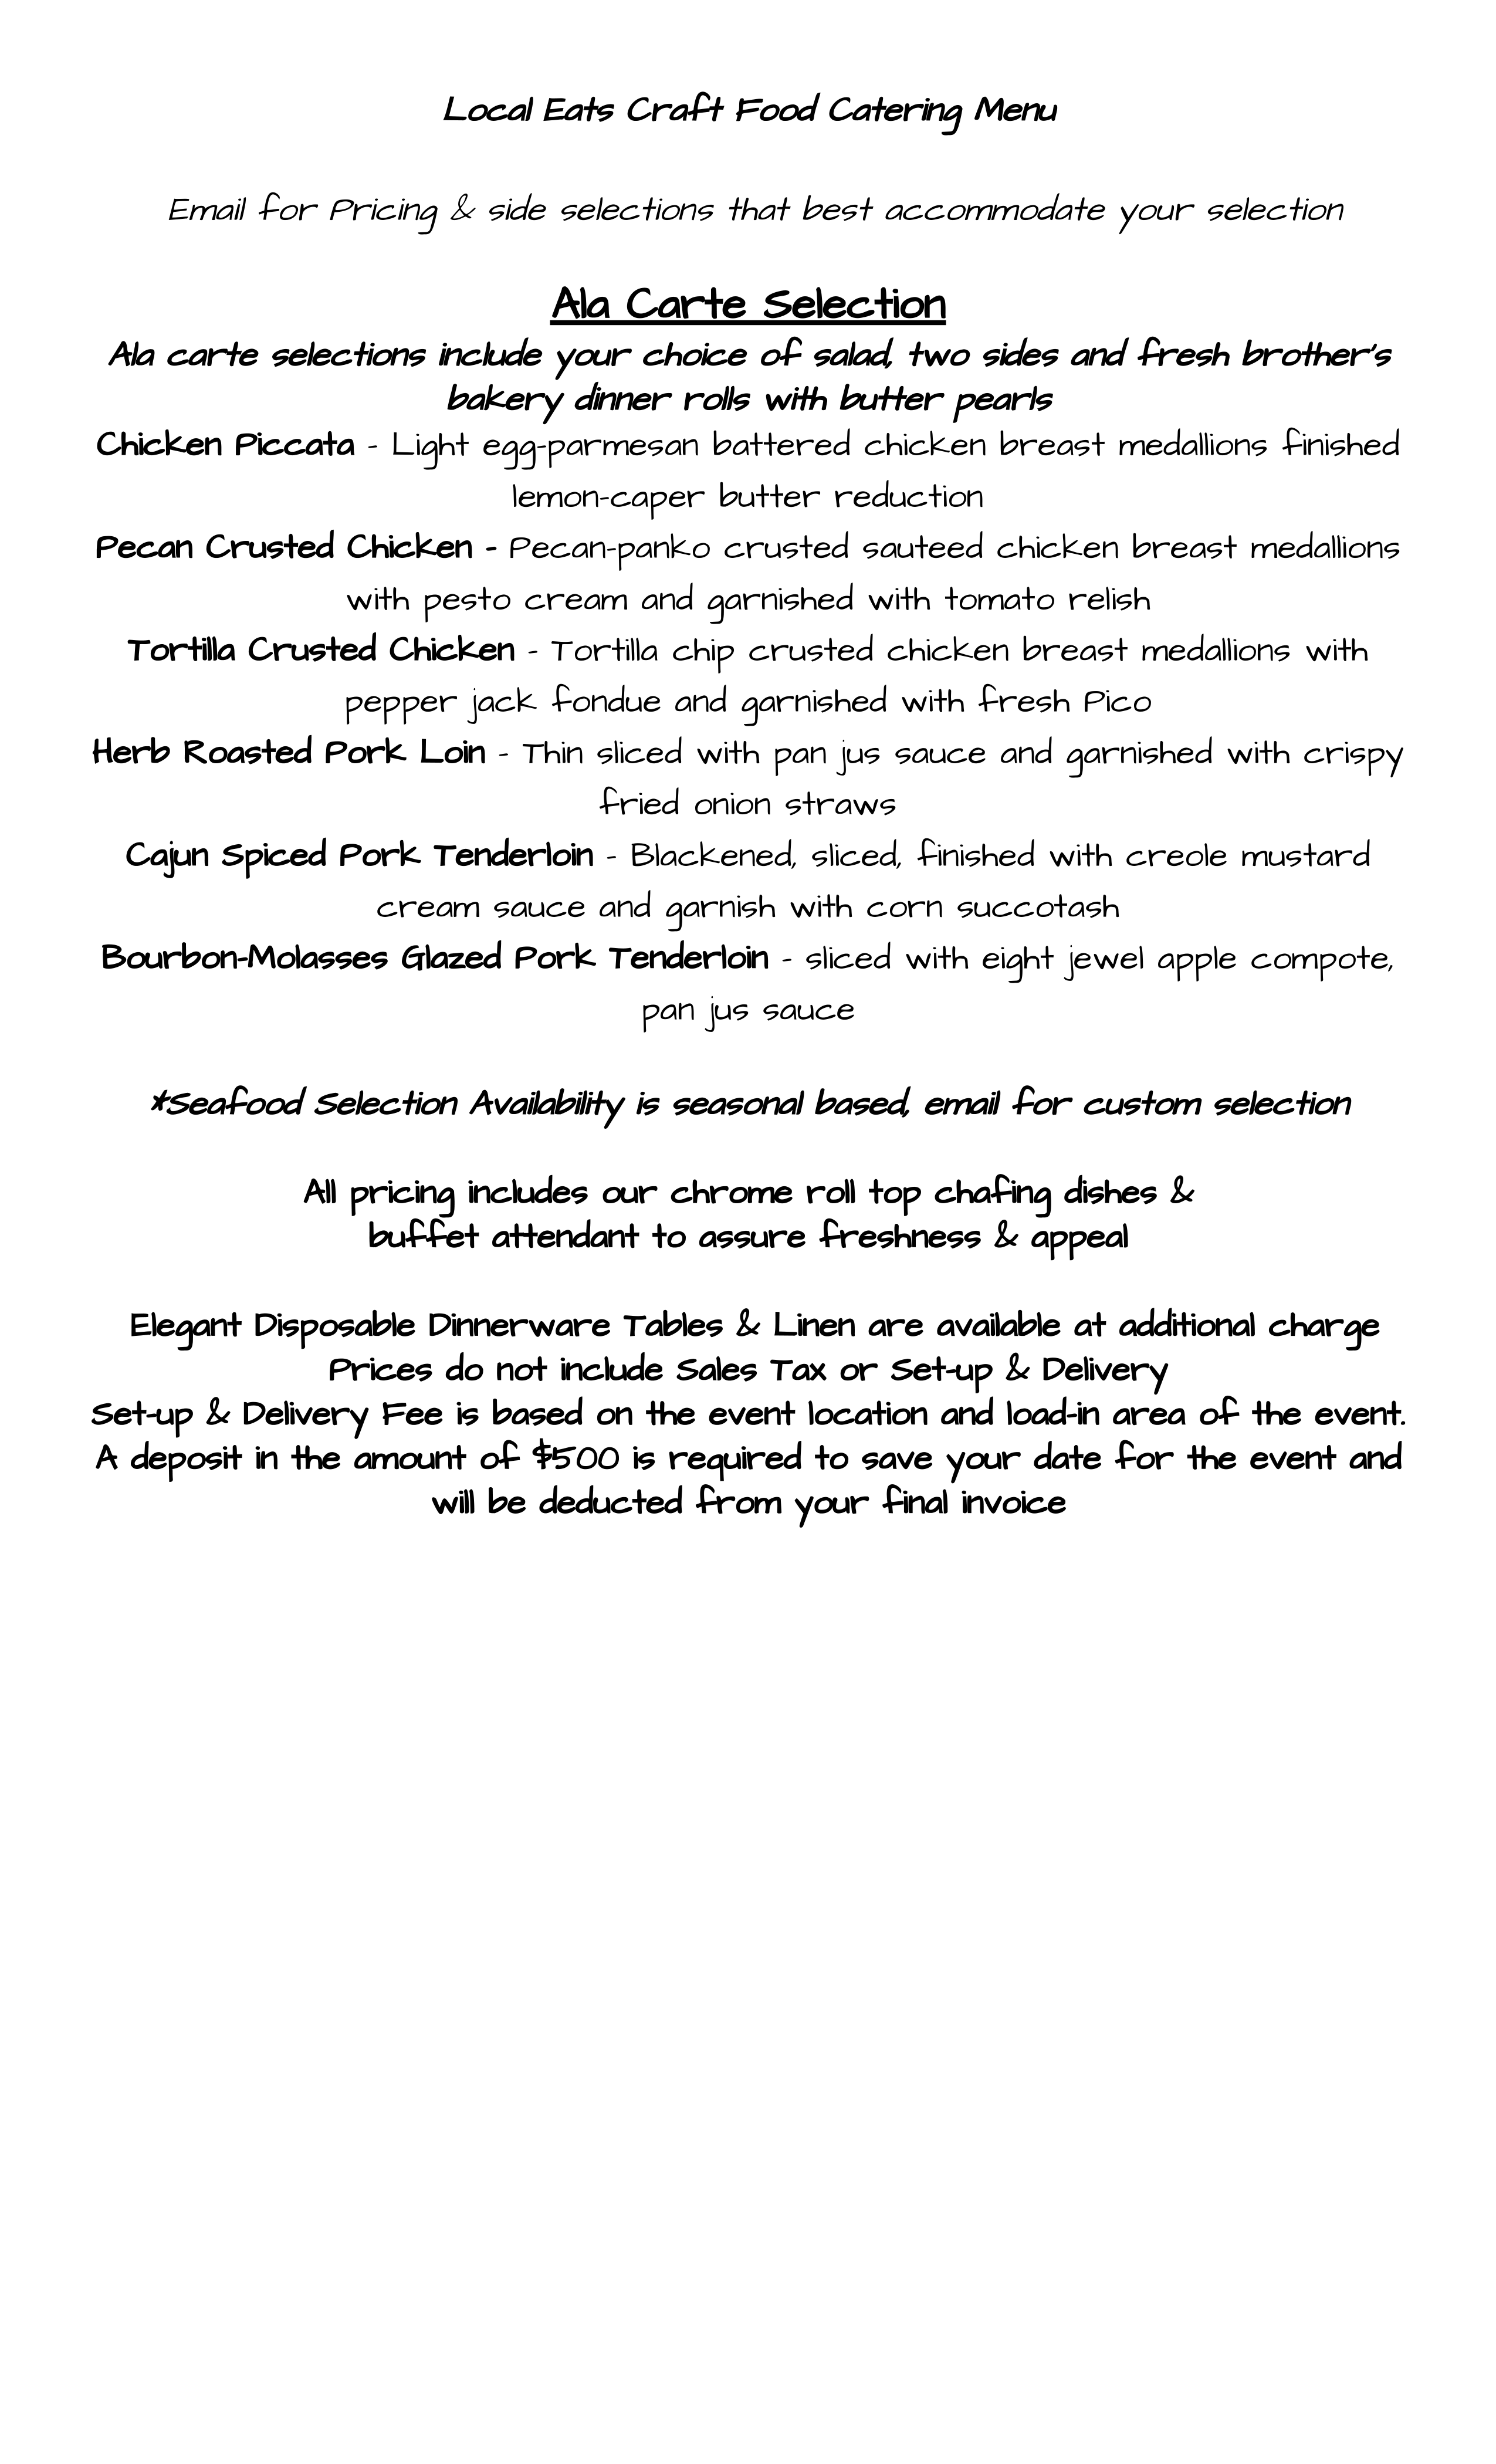 Local Eats Craft Food Catering Menu
Email for Pricing & side selections that best accommodate your selection
Ala Carte Selection
Ala carte selections include your choice of salad, two sides and fresh brother's
bakery dinner rolls with butter pearls
Chicken Piccata - Light egg-parmesan battered chicken breast medallions finished
lemon-caper butter reduction
Pecan Crusted Chicken - Pecan-panko crusted sauteed chicken breast medallions
with pesto cream and garnished with tomato relish
Tortilla Crusted Chicken - Tortilla chip crusted chicken breast medallions with
pepper jack fondue and garnished with fresh Pico
Herb Roasted Pork Loin - Thin sliced with pan jus sauce and garnished with crispy
fried onion straws
Cajun Spiced Pork Tenderloin - Blackened, sliced, finished with creole mustard
cream sauce and garnish with corn succotash
Bourbon-Molasses Glazed Pork Tenderloin - sliced with eight jewel apple compote,
pan jus sauce
*Seafood Selection Availability is seasonal based, email for custom selection
All pricing includes our chrome roll top chafing dishes &
buffet attendant to assure freshness & appeal
Elegant Disposable Dinnerware Tables & Linen are available at additional charge
Prices do not include Sales Tax or Set-up & Delivery
Set-up & Delivery Fee is based on the event location and load-in area of the event.
A deposit in the amount of $500 is required to save your date for the event and
will be deducted from your final invoice